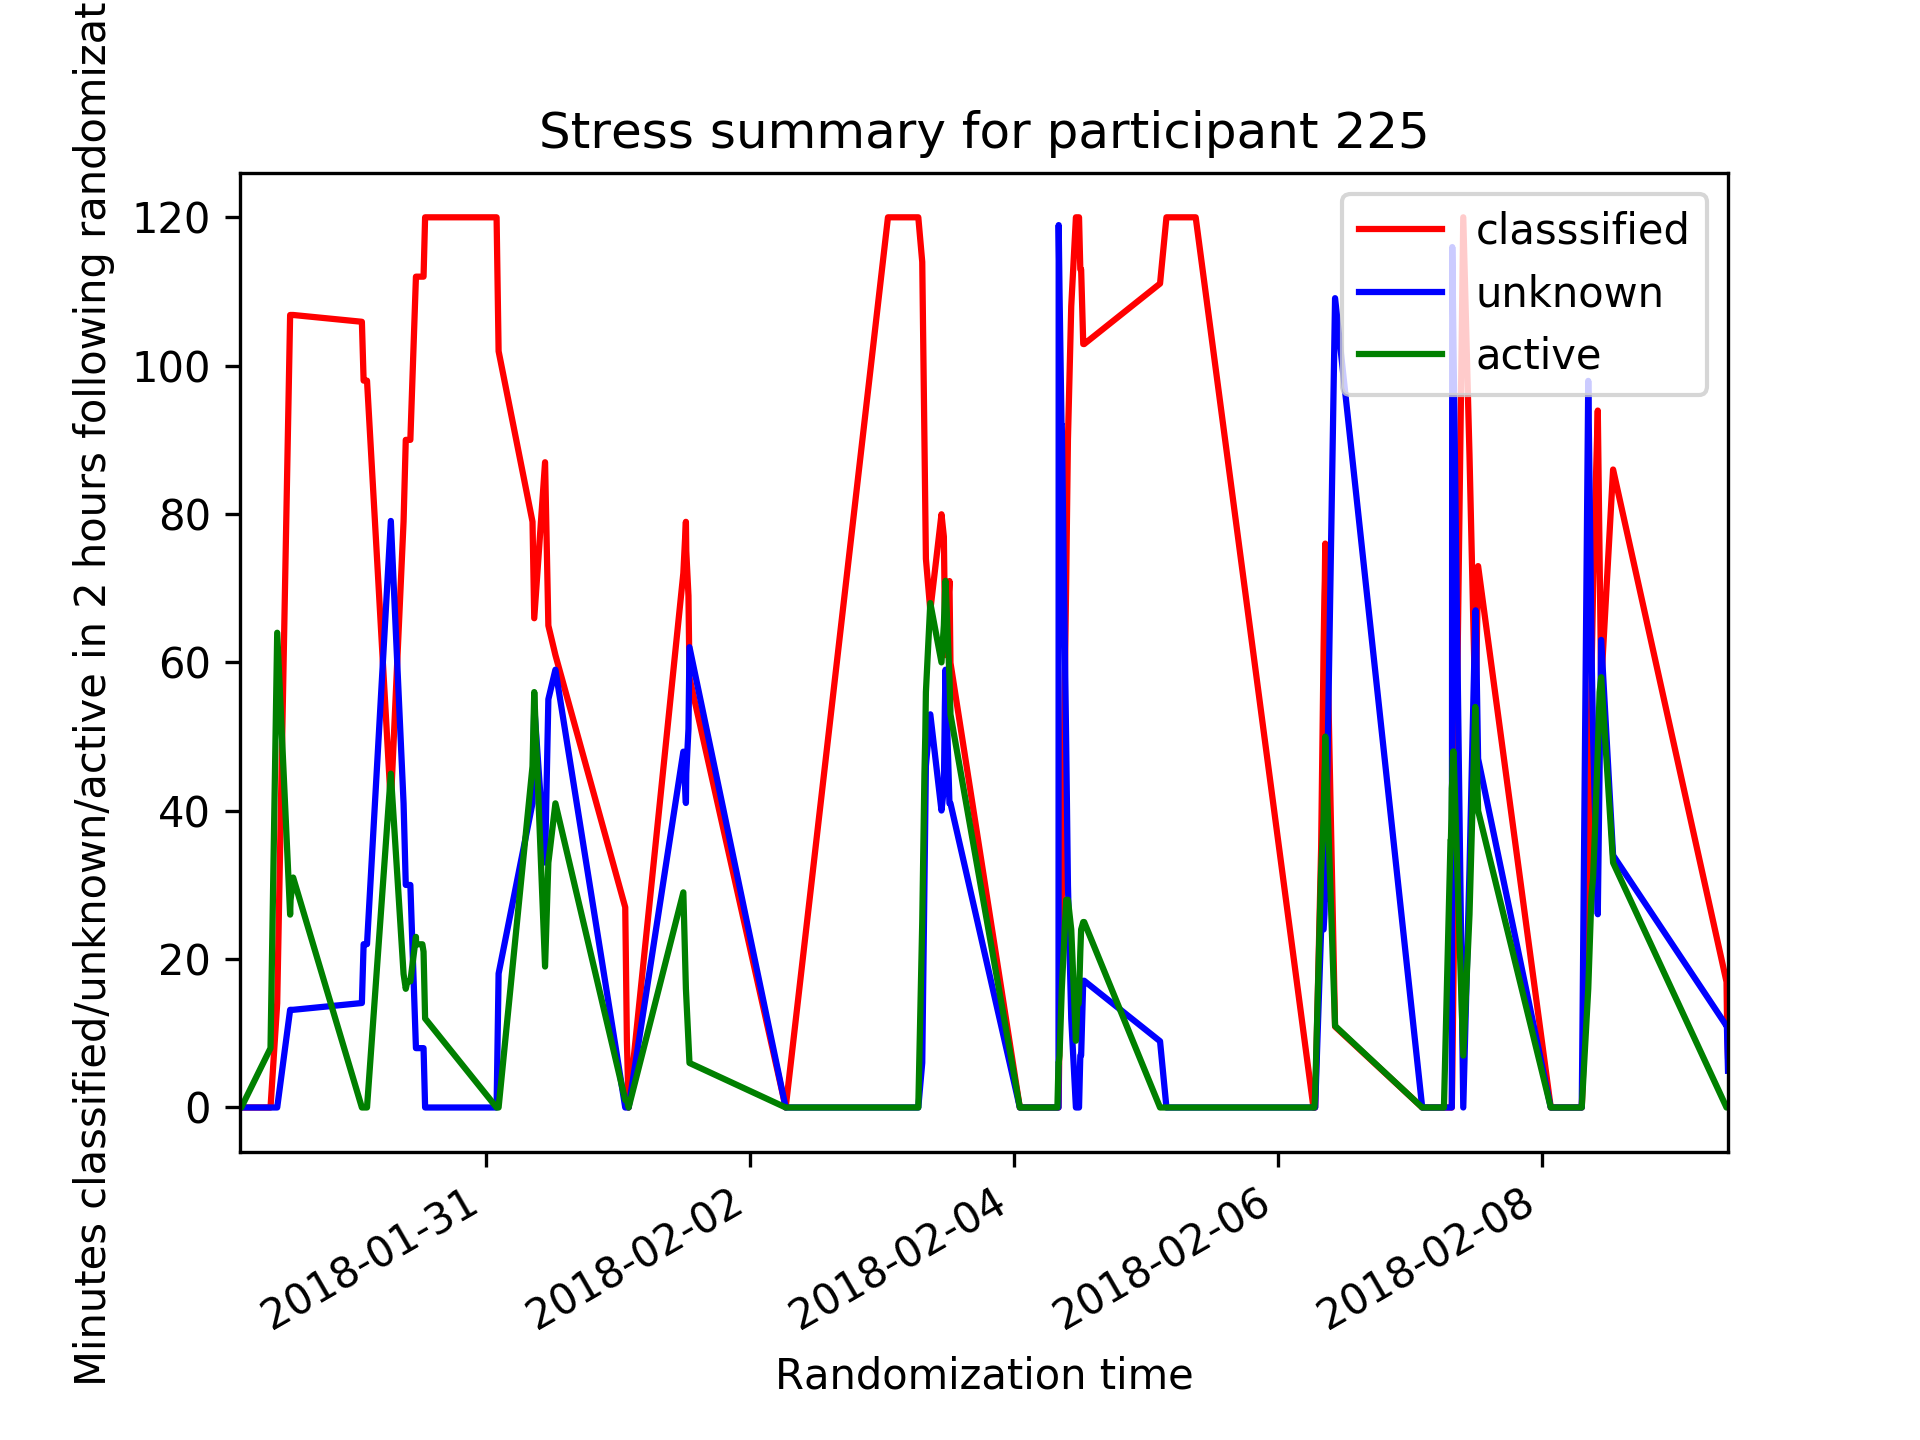 Stress summary for participant 225
Minutes classified/unknown/active in 2 hours following randomizat
120
100
80
60
40
20
0
classsified
unknown
active
2018-01-31
2018-02-02
2018-02-04
2018-02-06
2018-02-08
Randomization time